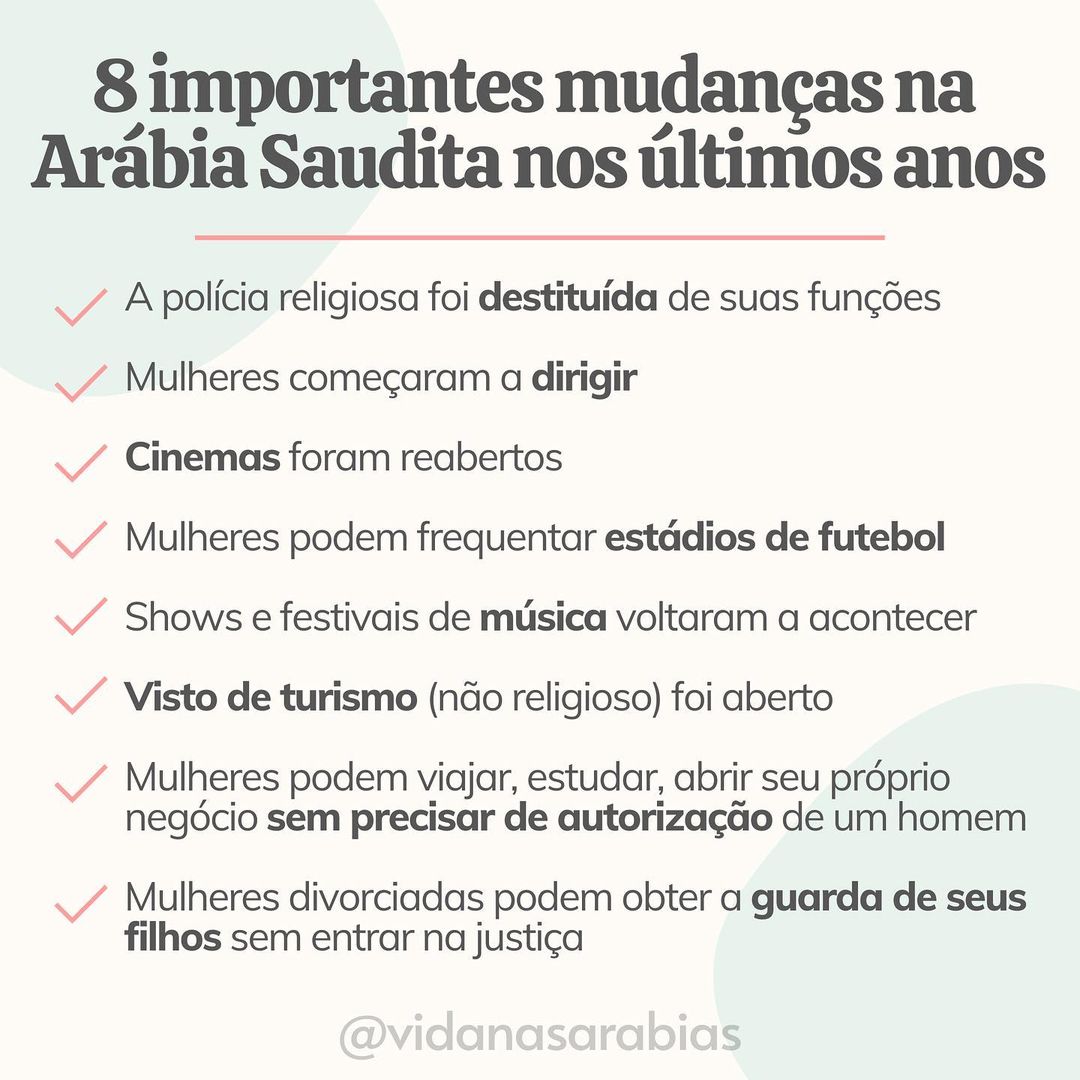 8 importantes mudanças na
Arábia Saudita nos últimos anos
A polícia religiosa foi destituída de suas funções
Mulheres começaram a dirigir
Cinemas foram reabertos
Mulheres podem frequentar estádios de futebol
Shows e festivais de música voltaram a acontecer
Visto de turismo (não religioso) foi aberto
Mulheres podem viajar, estudar, abrir seu próprio
negócio sem precisar de autorização de um homem
Mulheres divorciadas podem obter a guarda de seus
filhos sem entrar na justiça
@vidanasarabias